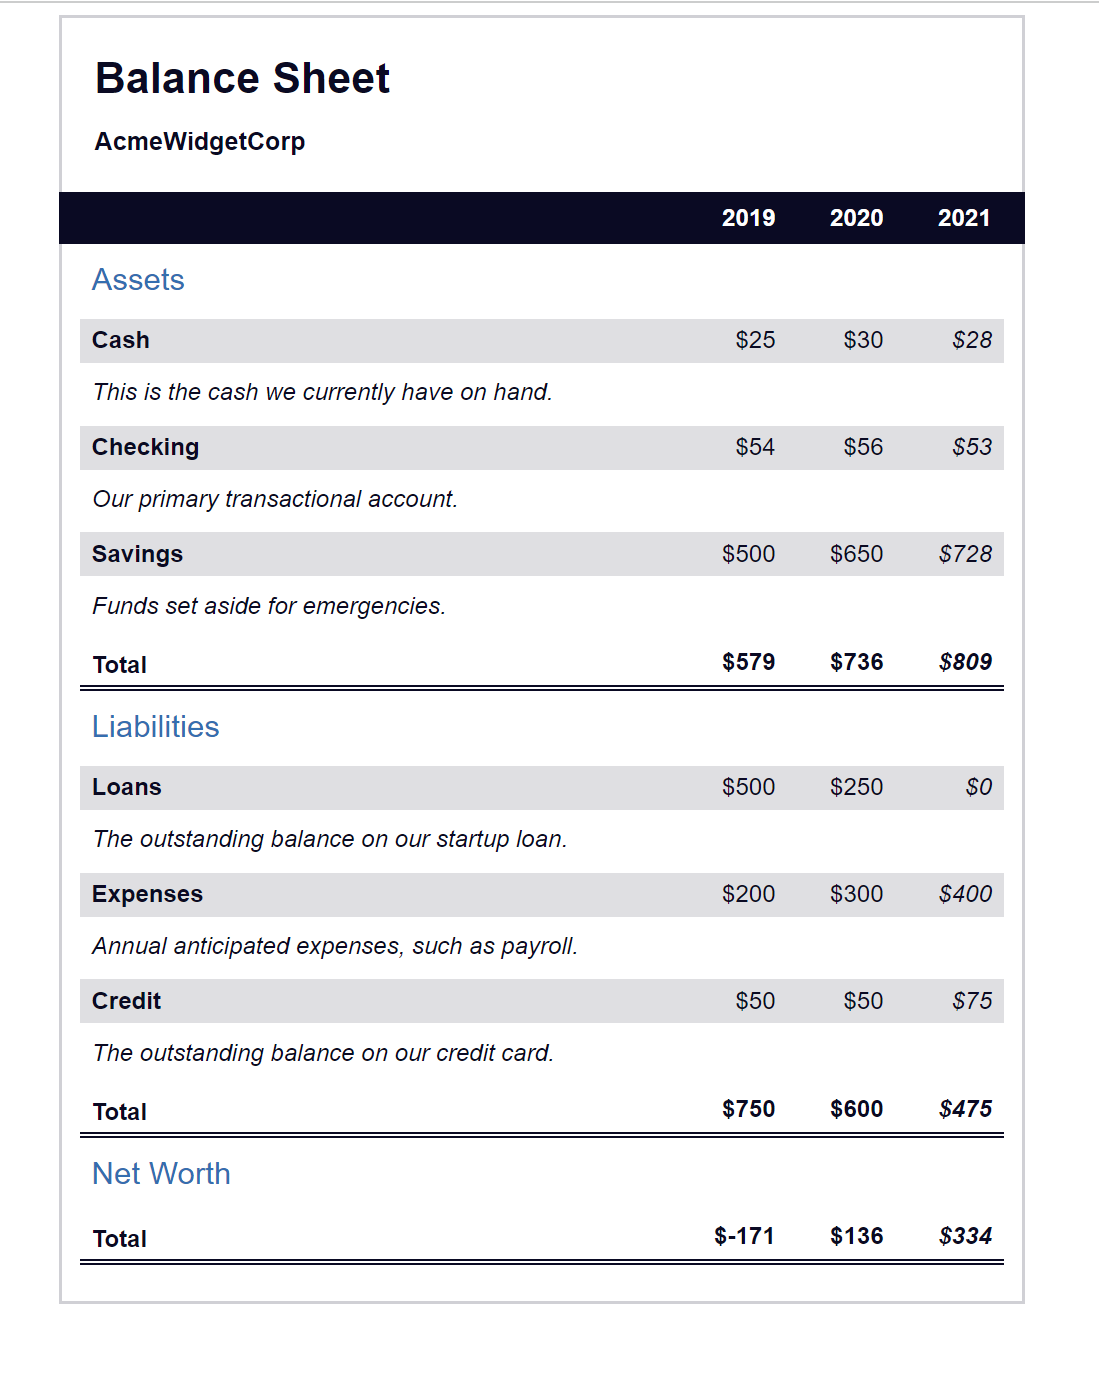 Balance Sheet
AcmeWidgetCorp
2019 2020 2021
Assets
Cash $25 $30 $28
This is the cash we currently have on hand.
Checking $54 $56 $53
Our primary transactional account.
Savings $500 $650 $728
Funds set aside for emergencies.
Total $579 $736 $809
Liabilities
Loans $500 $250 $0
The outstanding balance on our startup loan.
Expenses $200 $300 $400
Annual anticipated expenses, such as payroll.
Credit $50 $50 $75
The outstanding balance on our credit card.
Total $750 $600 $475
Net Worth
Total $-171 $136 $334